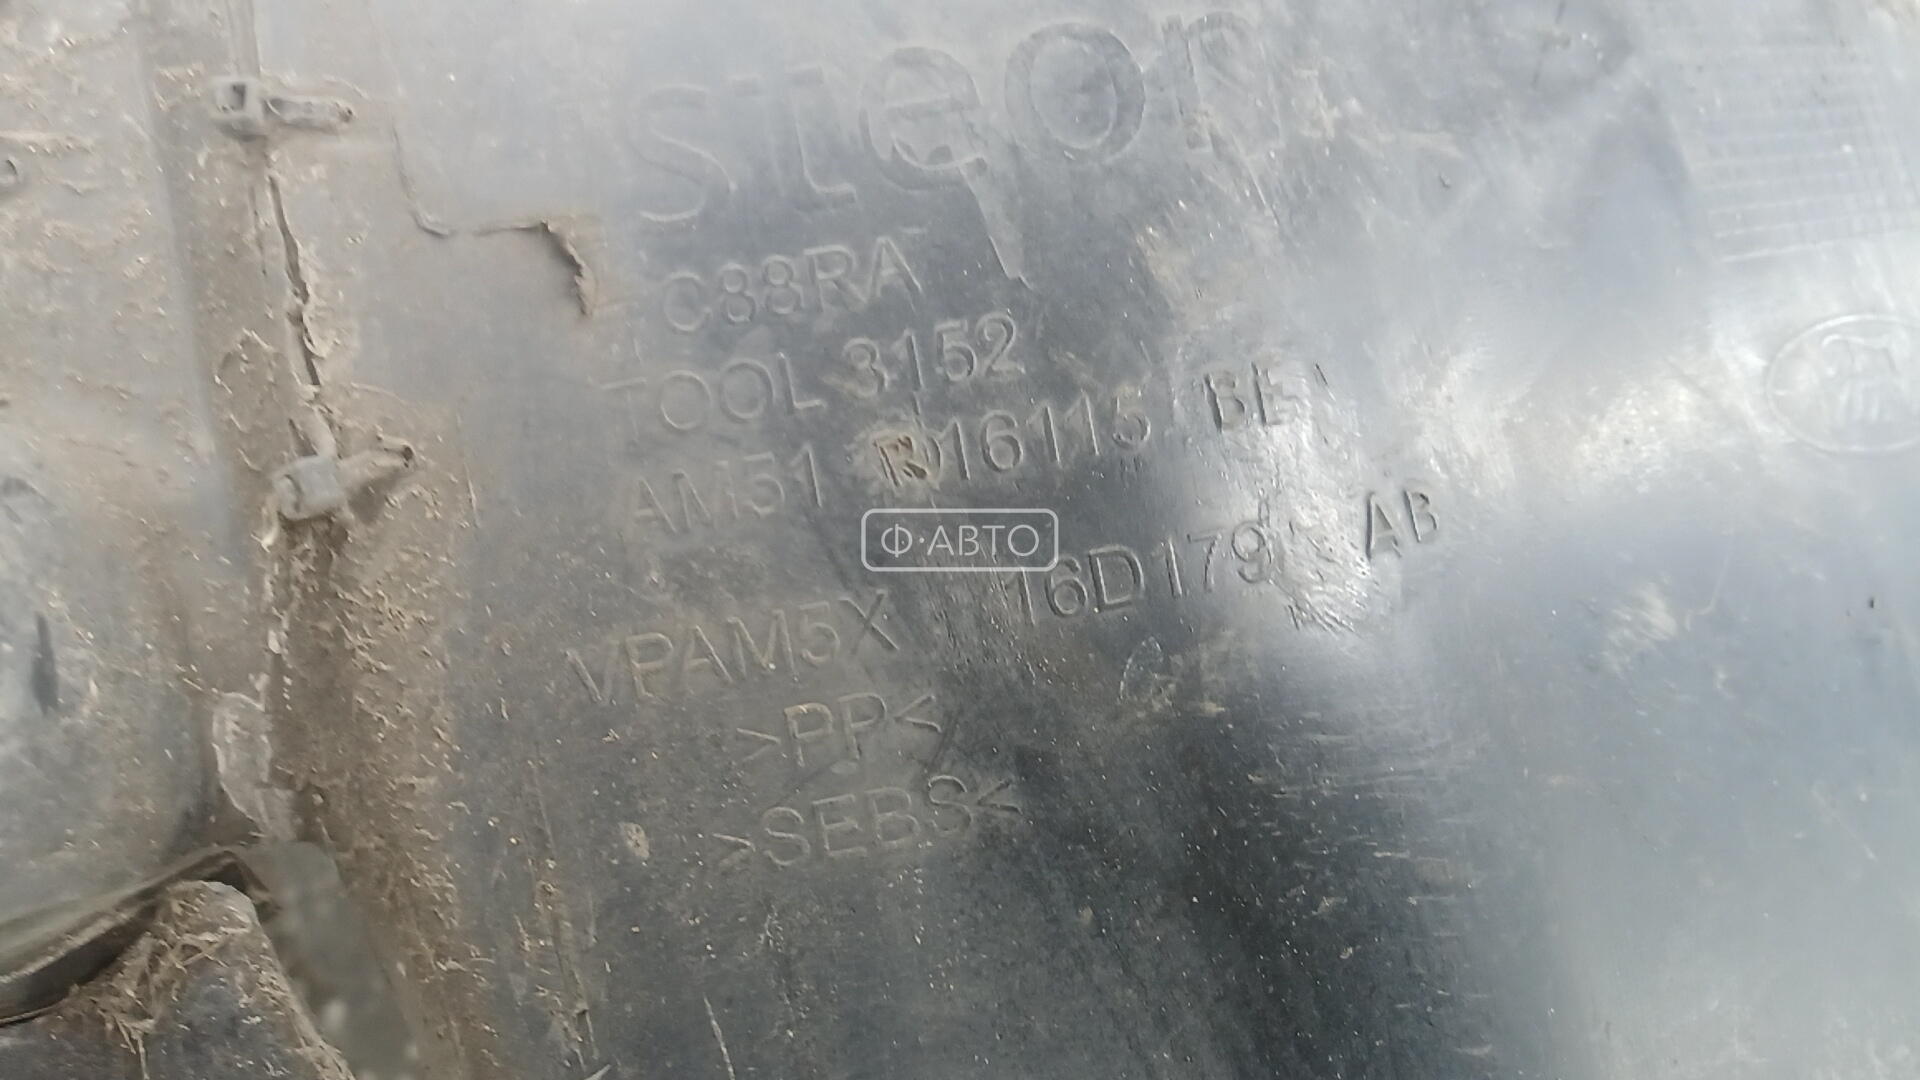 C88RA
TOOL 3152
AM51 R16115 BE
VPAM5X 16D179 AB
>PP<
>SEBS<
Ф·АВТО